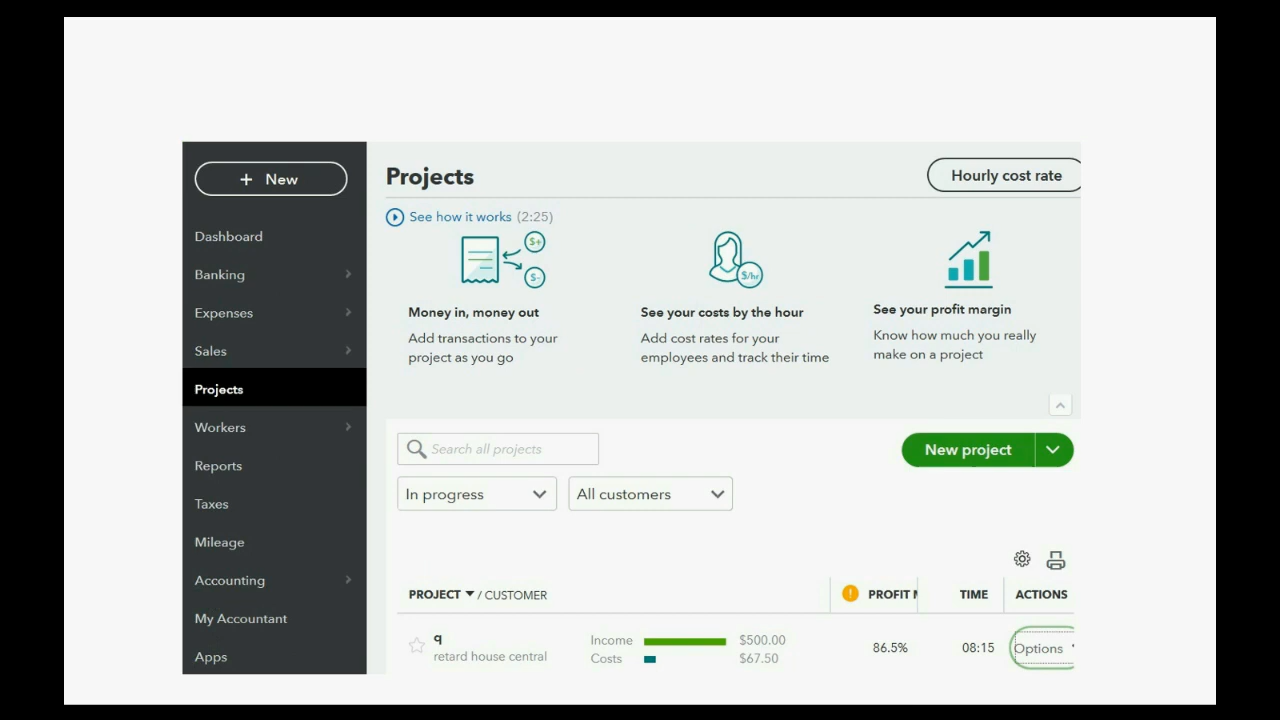 + New
Dashboard
Banking
Expenses
Sales
Projects
Workers
Reports
Taxes
Mileage
Accounting
My Accountant
Apps
Projects
Hourly cost rate
See how it works (2:25)
$+
$-
$/hr
Money in, money out
Add transactions to your
project as you go
See your costs by the hour
Add cost rates for your
employees and track their time
See your profit margin
Know how much you really
make on a project
Search all projects
New project
In progress
All customers
PROJECT / CUSTOMER
! PROFIT M
TIME
ACTIONS
q
retard house central
Income $500.00
Costs $67.50
86.5%
08:15
Options